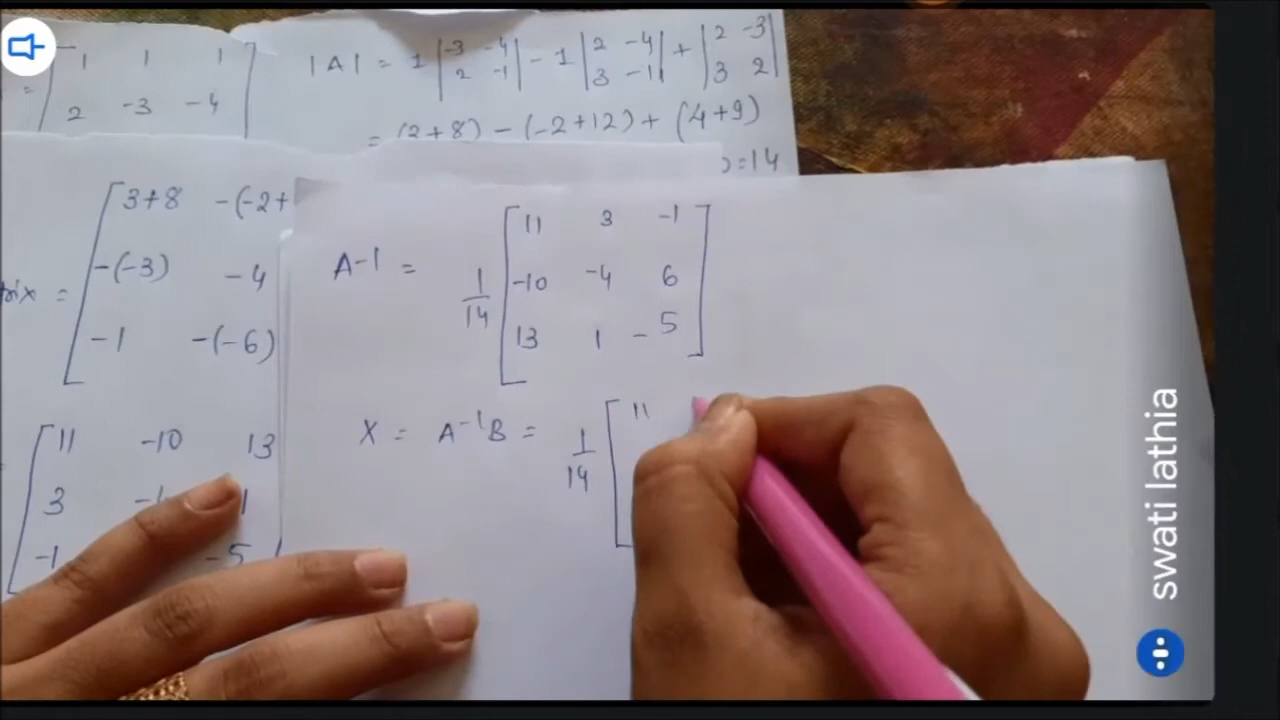 = [ 1 1 1
2 -3 -4 ]
|A| = 1 |-3 -4| - 1 |2 -4| + |2 -3|
|2 -1| |3 -1| |3 2|
= (3+8) - (-2+12) + (4+9)
=14
trix = [ 3+8 -(-2+
-(-3) -4
-1 -(-6)
[ 11 -10 13
3 1
-1 -5
A-1 = 1/14 [ 11 3 -1
-10 -4 6
13 1 -5 ]
X = A-1B = 1/14 [ 11
swati lathia